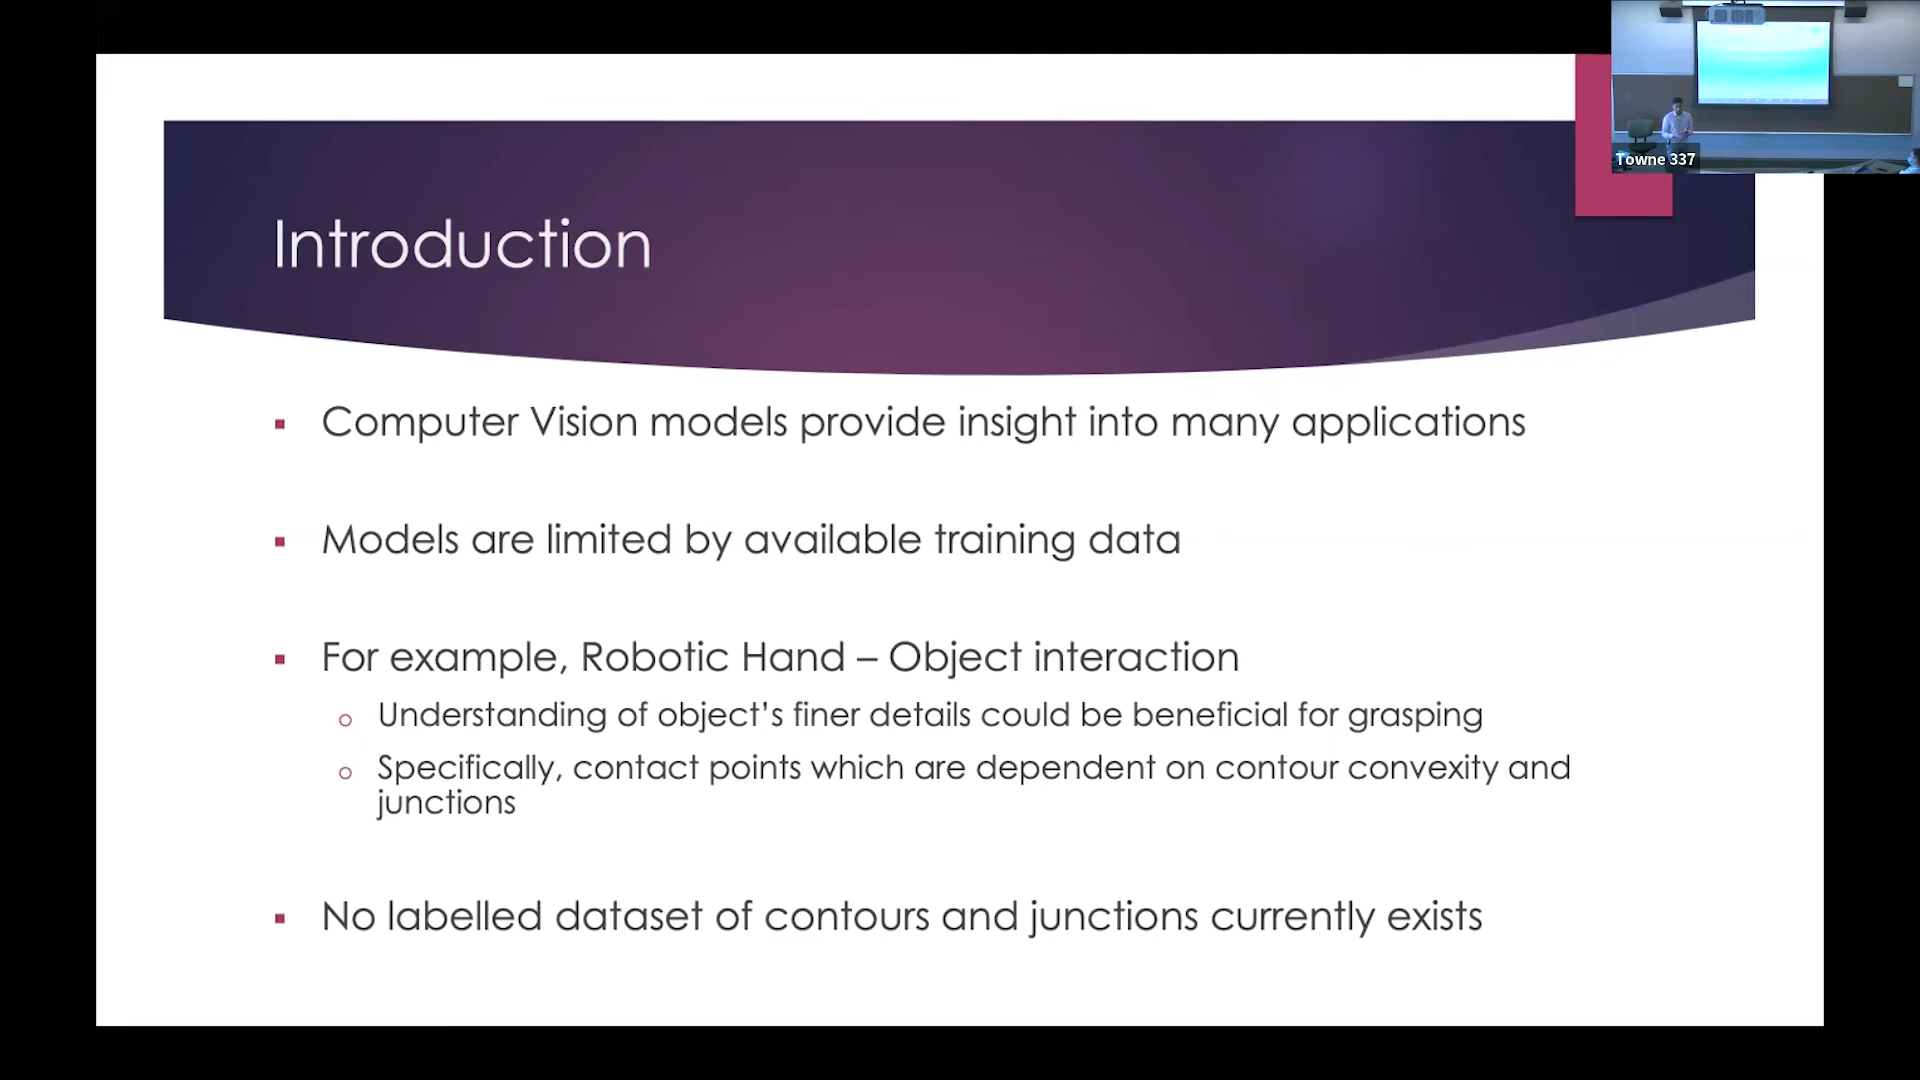 Towne 337
Introduction
Computer Vision models provide insight into many applications
Models are limited by available training data
For example, Robotic Hand – Object interaction
Understanding of object's finer details could be beneficial for grasping
Specifically, contact points which are dependent on contour convexity and
junctions
No labelled dataset of contours and junctions currently exists